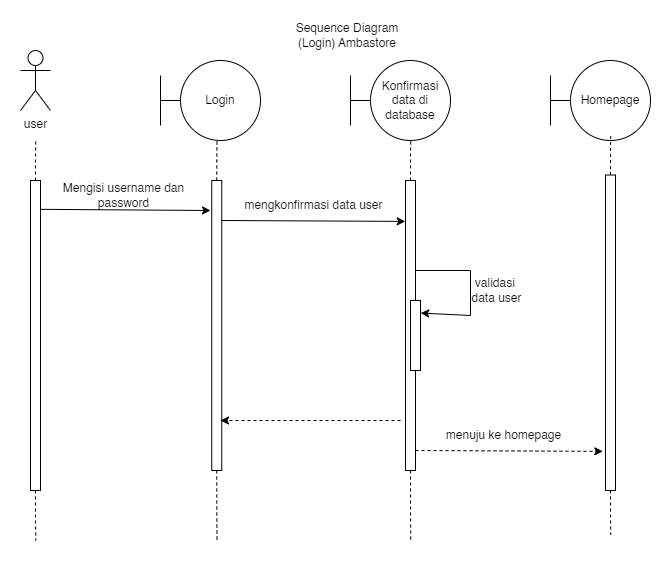 Sequence Diagram
(Login) Ambastore
user
Login
Konfirmasi
data di
database
Homepage
Mengisi username dan
password
mengkonfirmasi data user
validasi
data user
menuju ke homepage